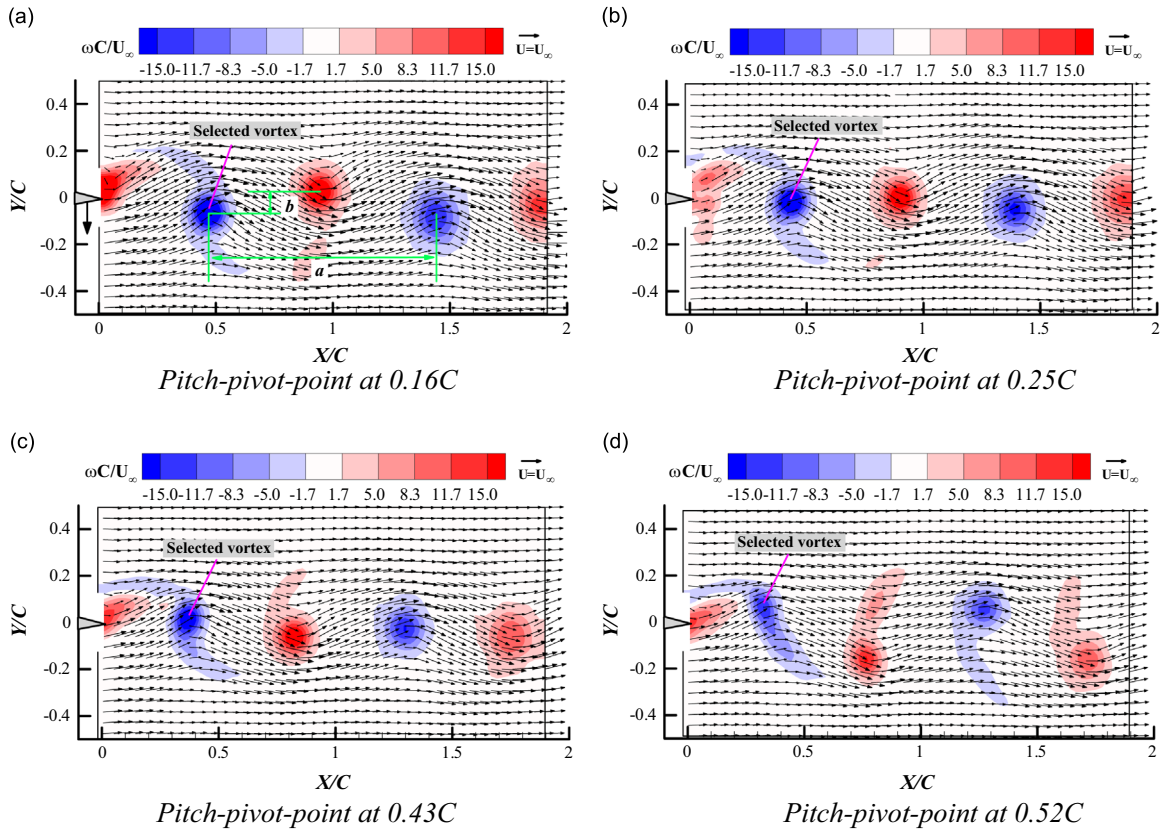 (a)
ωC/U∞
U=U∞
-15.0 -11.7 -8.3 -5.0 -1.7 1.7 5.0 8.3 11.7 15.0
Selected vortex
b
a
Y/C
0.4
0.2
0
-0.2
-0.4
0 0.5 1 1.5 2
X/C
Pitch-pivot-point at 0.16C
(b)
ωC/U∞
U=U∞
-15.0 -11.7 -8.3 -5.0 -1.7 1.7 5.0 8.3 11.7 15.0
Selected vortex
Y/C
0.4
0.2
0
-0.2
-0.4
0 0.5 1 1.5 2
X/C
Pitch-pivot-point at 0.25C
(c)
ωC/U∞
U=U∞
-15.0 -11.7 -8.3 -5.0 -1.7 1.7 5.0 8.3 11.7 15.0
Selected vortex
Y/C
0.4
0.2
0
-0.2
-0.4
0 0.5 1 1.5 2
X/C
Pitch-pivot-point at 0.43C
(d)
ωC/U∞
U=U∞
-15.0 -11.7 -8.3 -5.0 -1.7 1.7 5.0 8.3 11.7 15.0
Selected vortex
Y/C
0.4
0.2
0
-0.2
-0.4
0 0.5 1 1.5 2
X/C
Pitch-pivot-point at 0.52C